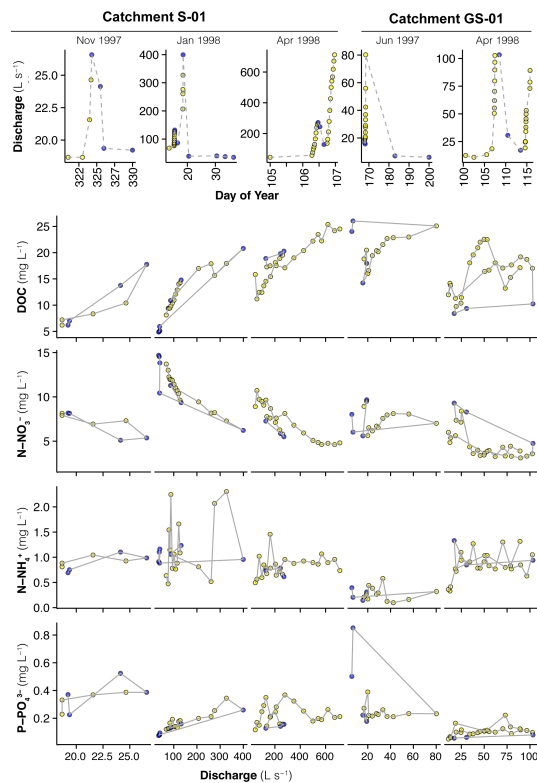 Catchment S-01 Catchment GS-01
Nov 1997 Jan 1998 Apr 1998 Jun 1997 Apr 1998
Discharge (L s⁻¹)
25.0 22.5 20.0
400 300 200 100
600 400 200
80 60 40 20
100 75 50 25
322 325 327 330 20 30 105 106 107 170 180 190 200 100 105 110 115
Day of Year
DOC (mg L⁻¹)
25 20 15 10 5
N–NO₃⁻ (mg L⁻¹)
15 10 5
N–NH₄⁺ (mg L⁻¹)
2.0 1.5 1.0 0.5 0.0
P–PO₄³⁻ (mg L⁻¹)
0.8 0.6 0.4 0.2
20.0 22.5 25.0 100 200 300 400 200 400 600 20 40 60 80 25 50 75 100
Discharge (L s⁻¹)